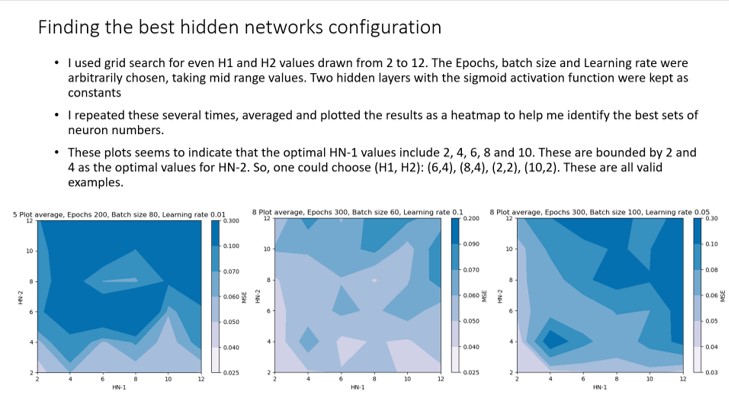 Finding the best hidden networks configuration
• I used grid search for even H1 and H2 values drawn from 2 to 12. The Epochs, batch size and Learning rate were
arbitrarily chosen, taking mid range values. Two hidden layers with the sigmoid activation function were kept as
constants
• I repeated these several times, averaged and plotted the results as a heatmap to help me identify the best sets of
neuron numbers.
• These plots seems to indicate that the optimal HN-1 values include 2, 4, 6, 8 and 10. These are bounded by 2 and
4 as the optimal values for HN-2. So, one could choose (H1, H2): (6,4), (8,4), (2,2), (10,2). These are all valid
examples.
5 Plot average, Epochs 200, Batch size 80, Learning rate 0.01
12
10
8
6
4
2
HN-2
2 4 6 8 10 12
HN-1
0.300
0.100
0.070
0.060
0.050
0.040
0.025
MSE
8 Plot average, Epochs 300, Batch size 60, Learning rate 0.1
12
10
8
6
4
2
HN-2
2 4 6 8 10 12
HN-1
0.200
0.090
0.070
0.060
0.050
0.040
0.025
MSE
8 Plot average, Epochs 300, Batch size 100, Learning rate 0.05
12
10
8
6
4
2
HN-2
2 4 6 8 10 12
HN-1
0.30
0.10
0.08
0.06
0.05
0.04
0.03
MSE